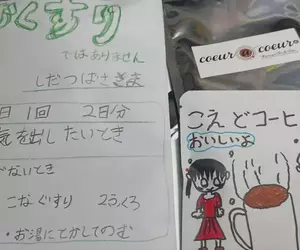 くすり
ではありません
しだつばさ さま
日 1回 2日分
気を出したいとき
ないとき
こなぐすり 2ふくろ
・お湯にとかしてのむ
coeur coeur
こえどコーヒ
おいしいよ